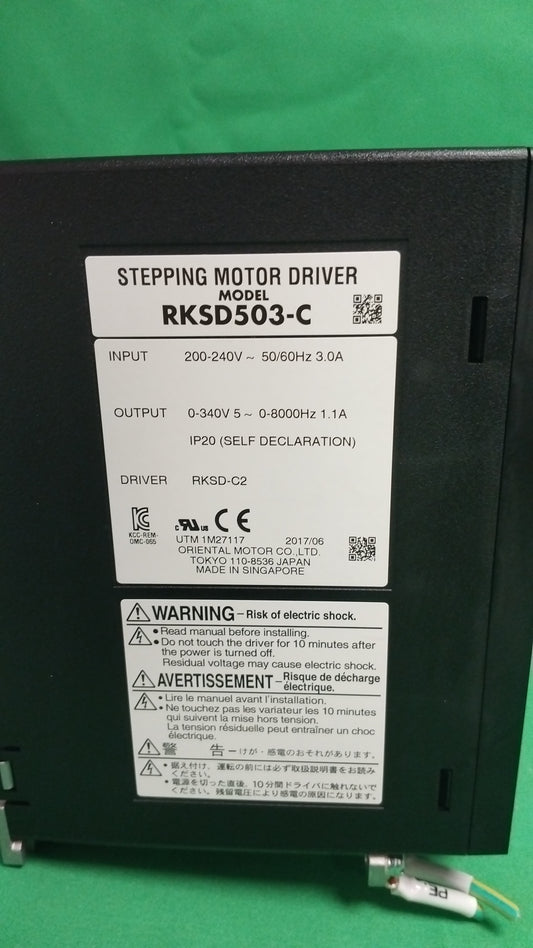 STEPPING MOTOR DRIVER
MODEL
RKSD503-C
INPUT 200-240V ~ 50/60Hz 3.0A
OUTPUT 0-340V 5~ 0-8000Hz 1.1A
IP20 (SELF DECLARATION)
DRIVER RKSD-C2
KCC-REM-
OMC-065
c RU us CE
UTM 1M27117 2017/06
ORIENTAL MOTOR CO.,LTD.
TOKYO 110-8536 JAPAN
MADE IN SINGAPORE
WARNING – Risk of electric shock.
• Read manual before installing.
• Do not touch the driver for 10 minutes after
the power is turned off.
Residual voltage may cause electric shock.
AVERTISSEMENT – Risque de décharge
électrique.
• Lire le manuel avant l'installation.
• Ne touchez pas les variateur les 10 minutes
qui suivent la mise hors tension.
La tension résiduelle peut entraîner un choc
électrique.
警 告 ーけが・感電のおそれがあります。
• 据え付け、運転の前には必ず取扱説明書をお読み
ください。
• 電源を切った直後、10分間ドライバに触れないで
ください。残留電圧により感電の原因になります。
PE